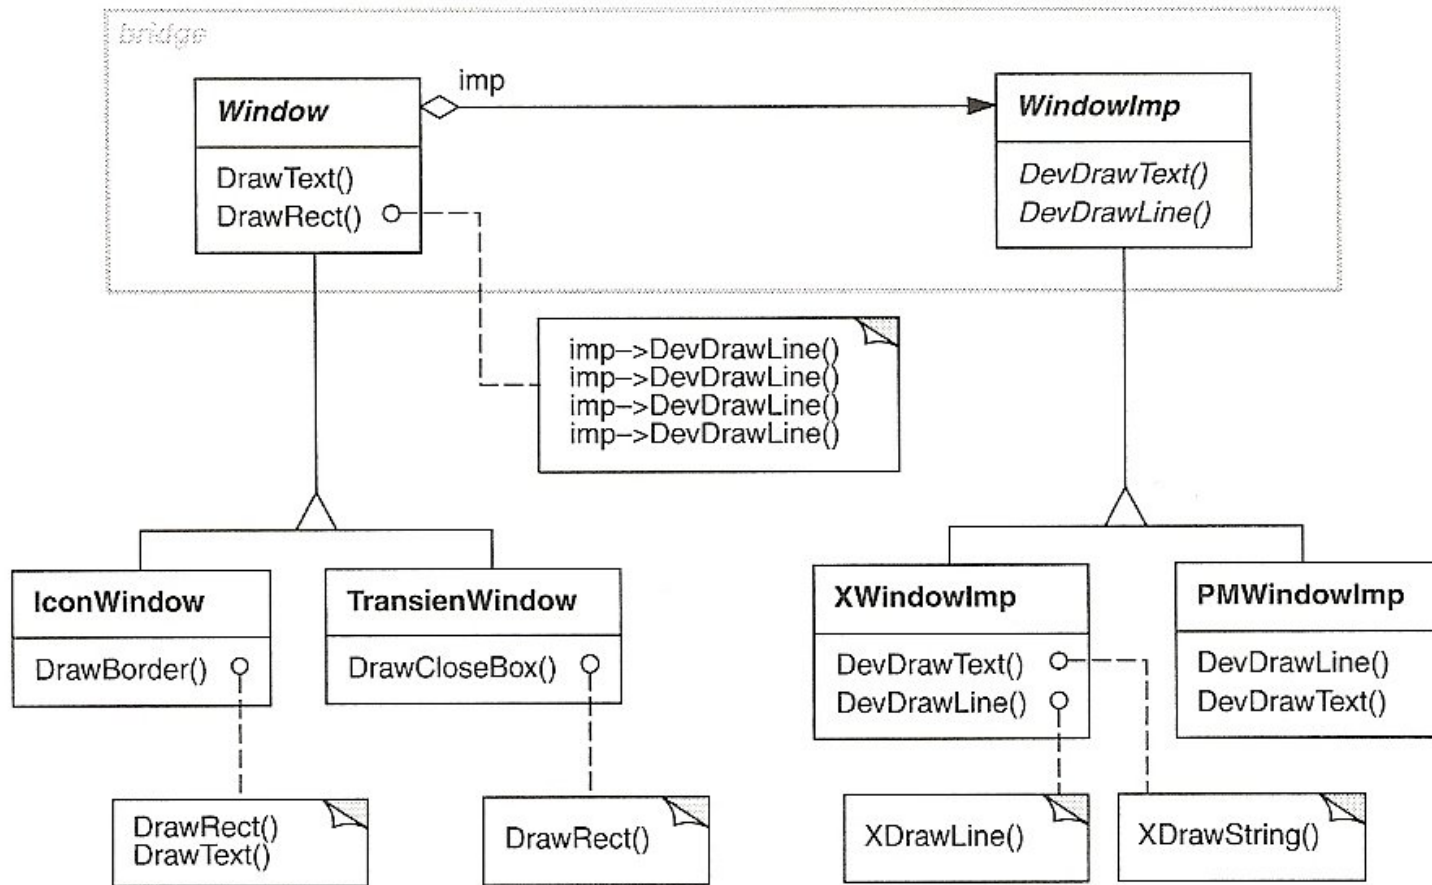 bridge
imp
Window
DrawText()
DrawRect()
WindowImp
DevDrawText()
DevDrawLine()
imp–>DevDrawLine()
imp–>DevDrawLine()
imp–>DevDrawLine()
imp–>DevDrawLine()
IconWindow
DrawBorder()
TransienWindow
DrawCloseBox()
XWindowImp
DevDrawText()
DevDrawLine()
PMWindowImp
DevDrawLine()
DevDrawText()
DrawRect()
DrawText()
DrawRect()
XDrawLine()
XDrawString()